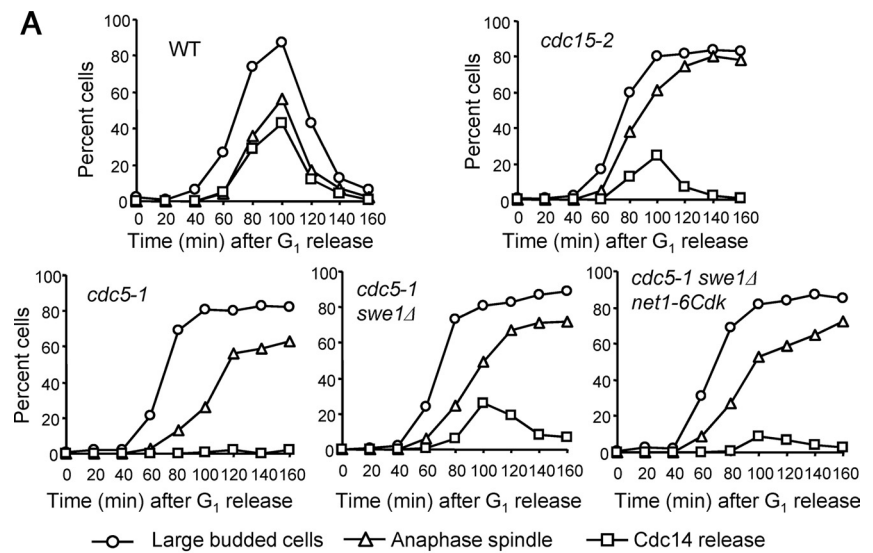 A
WT
Percent cells
100
80
60
40
20
0
0 20 40 60 80 100 120 140 160
Time (min) after G1 release
cdc15-2
Percent cells
100
80
60
40
20
0
0 20 40 60 80 100 120 140 160
Time (min) after G1 release
cdc5-1
Percent cells
100
80
60
40
20
0
0 20 40 60 80 100 120 140 160
Time (min) after G1 release
cdc5-1
swe1Δ
100
80
60
40
20
0
0 20 40 60 80 100 120 140 160
Time (min) after G1 release
cdc5-1 swe1Δ
net1-6Cdk
100
80
60
40
20
0
0 20 40 60 80 100 120 140 160
Time (min) after G1 release
Large budded cells
Anaphase spindle
Cdc14 release